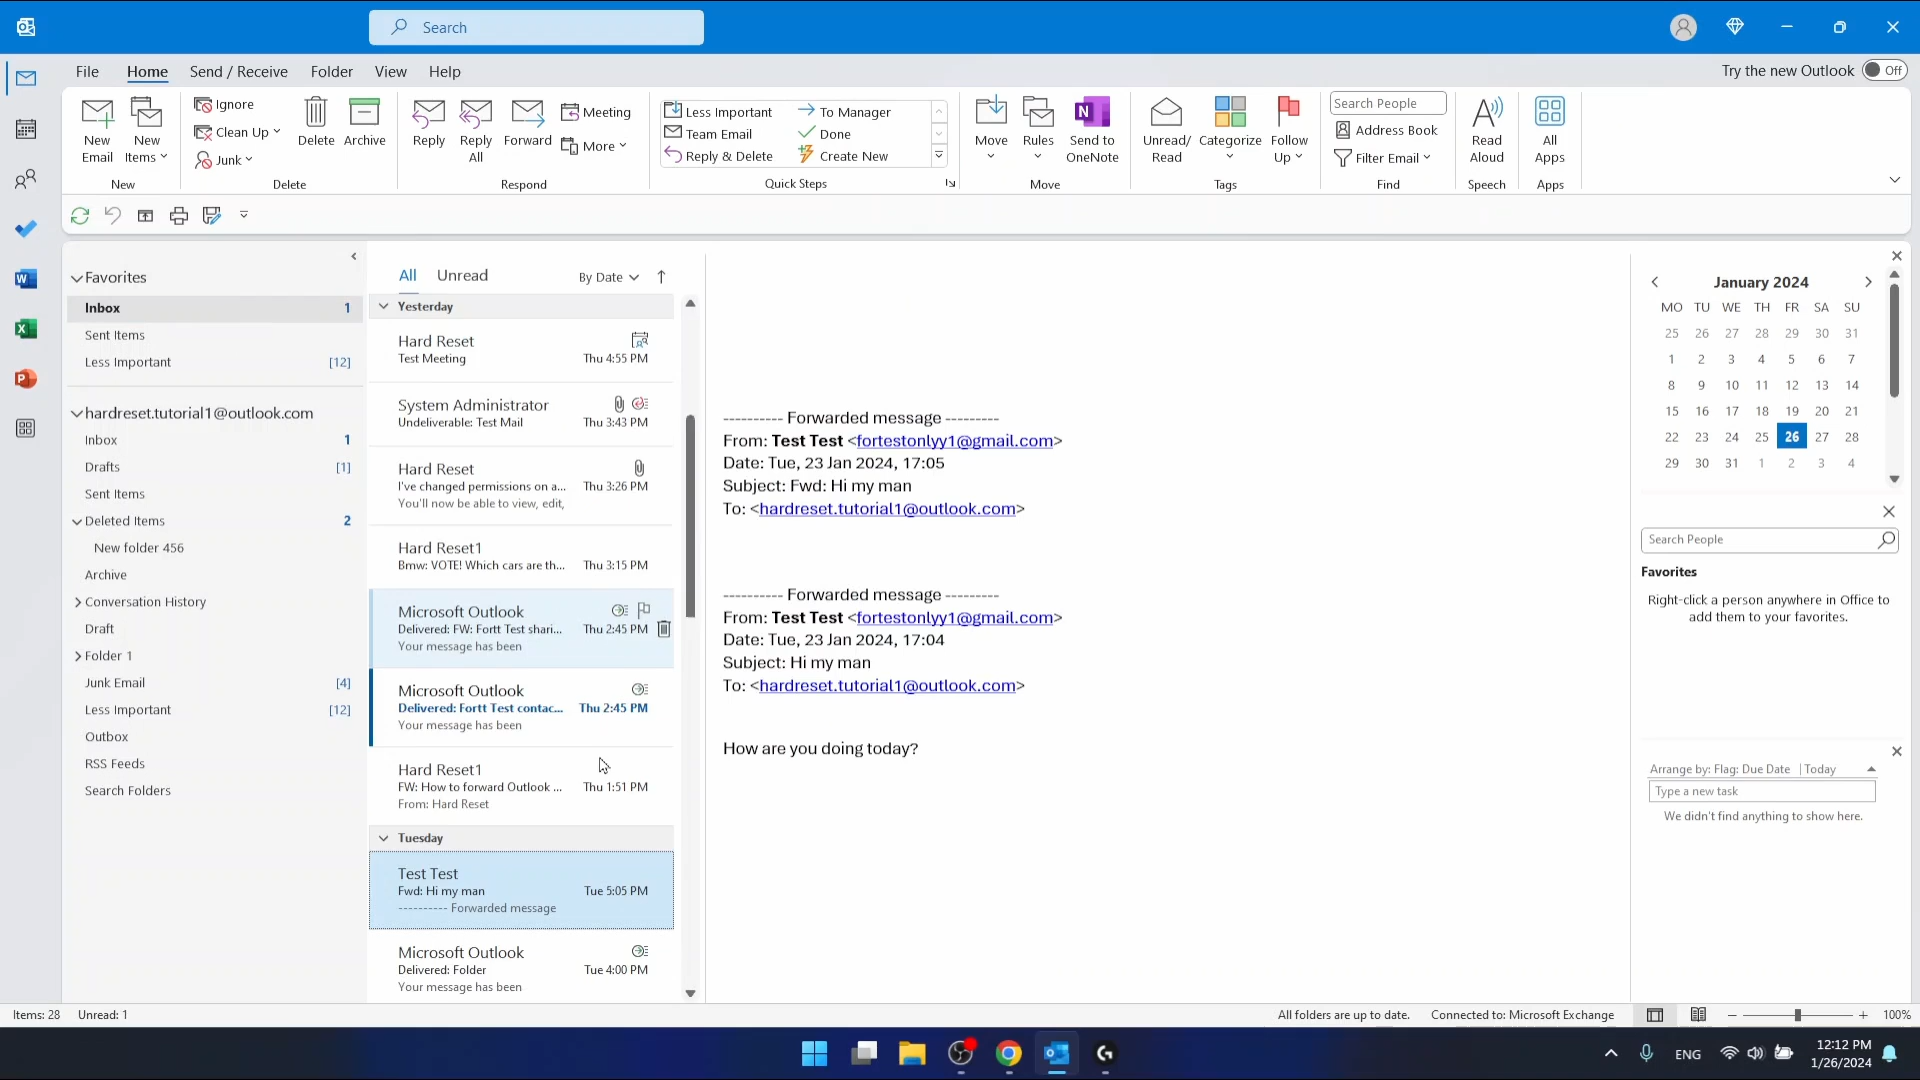 Search
File Home Send / Receive Folder View Help
Try the new Outlook Off
New Email
New Items
New
Ignore
Clean Up
Junk
Delete
Archive
Delete
Reply
Reply All
Forward
Meeting
More
Respond
Less Important
Team Email
Reply & Delete
To Manager
Done
Create New
Quick Steps
Move
Rules
Send to OneNote
Move
Unread/ Read
Categorize
Follow Up
Tags
Search People
Address Book
Filter Email
Find
Read Aloud
Speech
All Apps
Apps
Favorites
Inbox 1
Sent Items
Less Important [12]
hardreset.tutorial1@outlook.com
Inbox 1
Drafts [1]
Sent Items
Deleted Items 2
New folder 456
Archive
Conversation History
Draft
Folder 1
Junk Email [4]
Less Important [12]
Outbox
RSS Feeds
Search Folders
All Unread By Date
Yesterday
Hard Reset
Test Meeting Thu 4:55 PM
System Administrator
Undeliverable: Test Mail Thu 3:43 PM
Hard Reset
I've changed permissions on a... Thu 3:26 PM
You'll now be able to view, edit,
Hard Reset1
Bmw: VOTE! Which cars are th... Thu 3:15 PM
Microsoft Outlook
Delivered: FW: Fortt Test shari... Thu 2:45 PM
Your message has been
Microsoft Outlook
Delivered: Fortt Test contac... Thu 2:45 PM
Your message has been
Hard Reset1
FW: How to forward Outlook ... Thu 1:51 PM
From: Hard Reset
Tuesday
Test Test
Fwd: Hi my man Tue 5:05 PM
---------- Forwarded message
Microsoft Outlook
Delivered: Folder Tue 4:00 PM
Your message has been
---------- Forwarded message ---------
From: Test Test <fortestonlyy1@gmail.com>
Date: Tue, 23 Jan 2024, 17:05
Subject: Fwd: Hi my man
To: <hardreset.tutorial1@outlook.com>
---------- Forwarded message ---------
From: Test Test <fortestonlyy1@gmail.com>
Date: Tue, 23 Jan 2024, 17:04
Subject: Hi my man
To: <hardreset.tutorial1@outlook.com>
How are you doing today?
January 2024
MO TU WE TH FR SA SU
25 26 27 28 29 30 31
1 2 3 4 5 6 7
8 9 10 11 12 13 14
15 16 17 18 19 20 21
22 23 24 25 26 27 28
29 30 31 1 2 3 4
Search People
Favorites
Right-click a person anywhere in Office to
add them to your favorites.
Arrange by: Flag: Due Date Today
Type a new task
We didn't find anything to show here.
Items: 28 Unread: 1
All folders are up to date. Connected to: Microsoft Exchange 100%
ENG
12:12 PM
1/26/2024